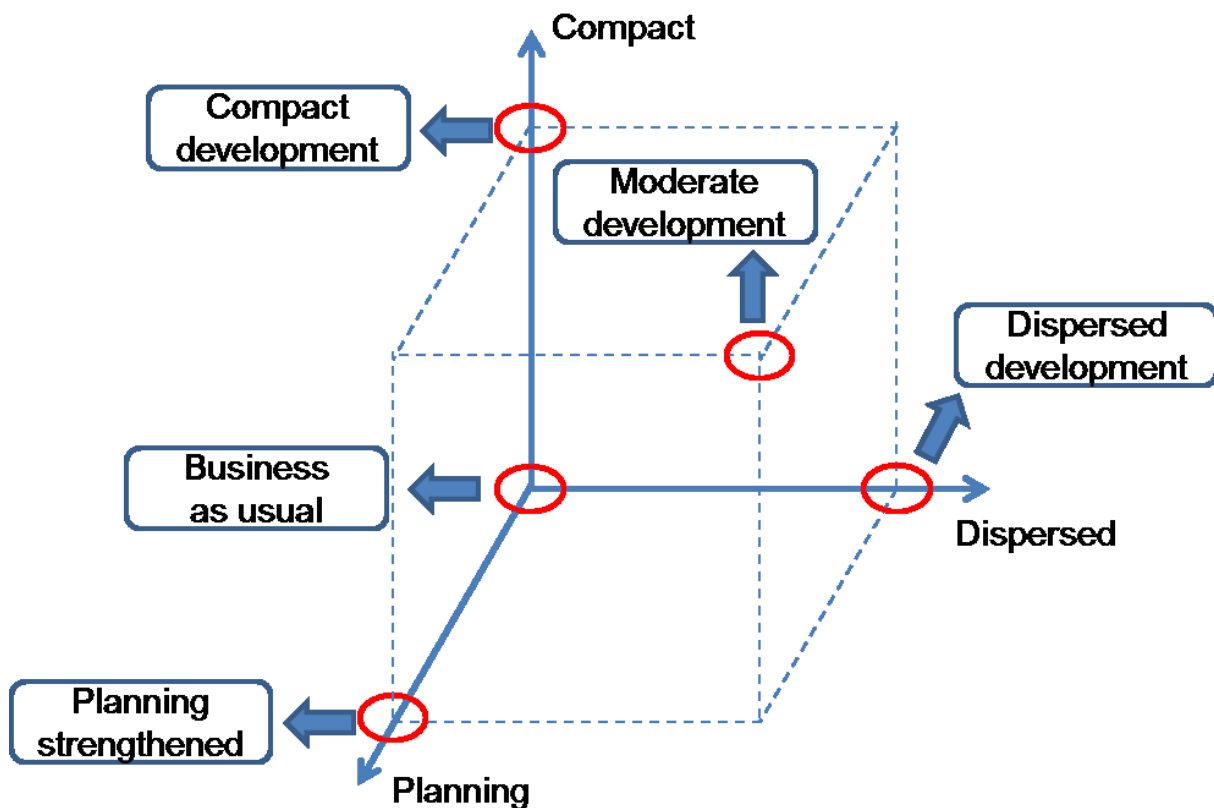 Compact
Compact
development
Moderate
development
Dispersed
development
Business
as usual
Dispersed
Planning
strengthened
Planning